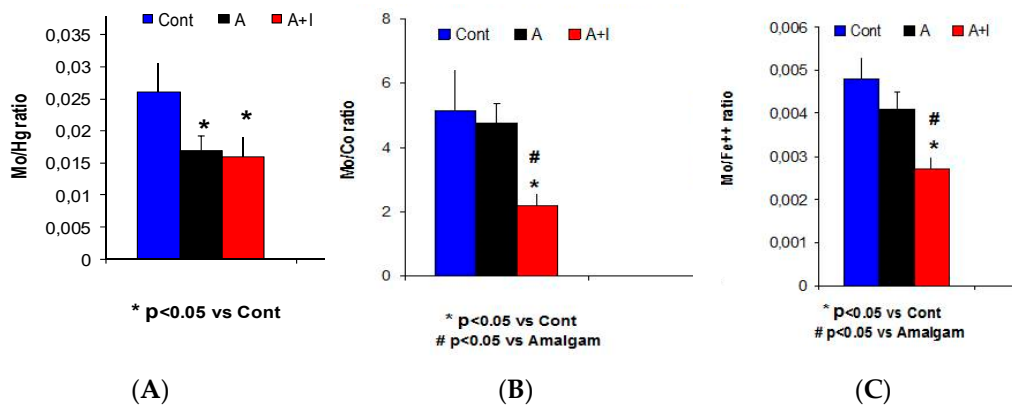 Mo/Hg ratio
0,035
0,03
0,025
0,02
0,015
0,01
0,005
0
Cont A A+I
*
*
* p<0.05 vs Cont
(A)
Mo/Co ratio
8
6
4
2
0
Cont A A+I
#
*
* p<0.05 vs Cont
# p<0.05 vs Amalgam
(B)
Mo/Fe++ ratio
0,006
0,005
0,004
0,003
0,002
0,001
0
Cont A A+I
#
*
* p<0.05 vs Cont
# p<0.05 vs Amalgam
(C)